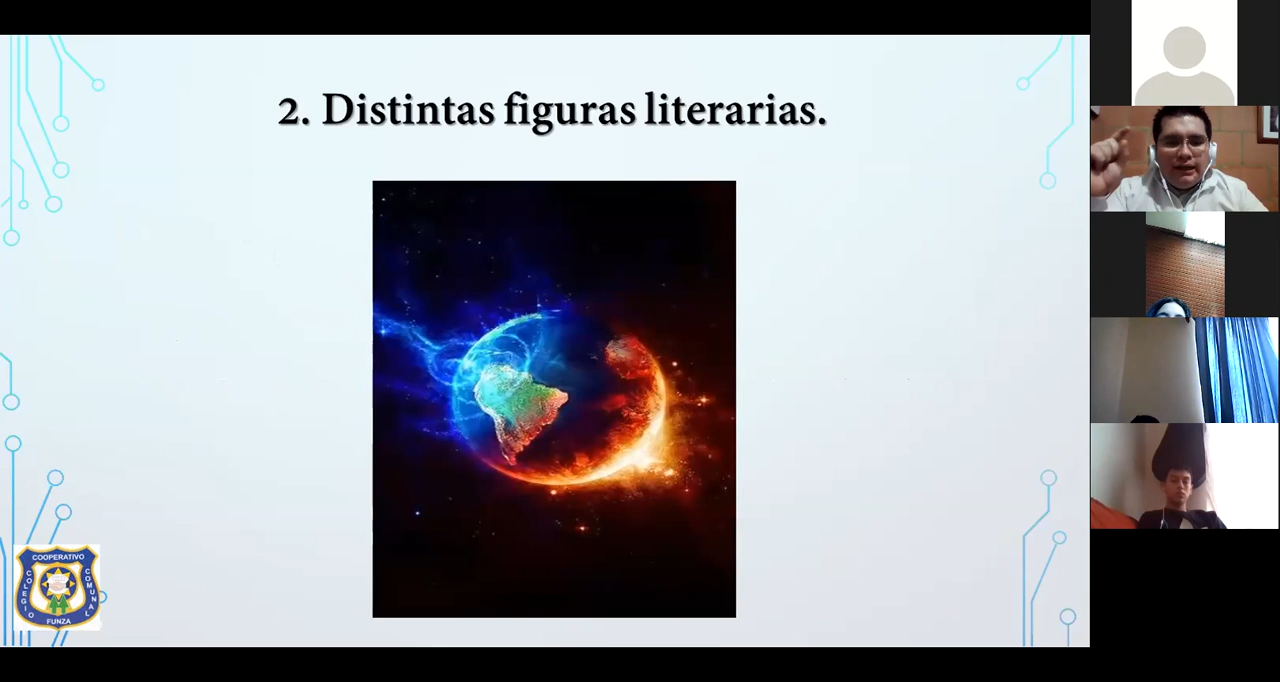 2. Distintas figuras literarias.
COOPERATIVO
COLEGIO
COMUNAL
FUNZA